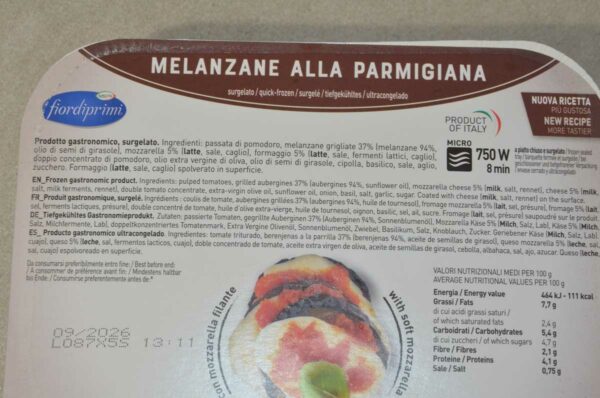 MELANZANE ALLA PARMIGIANA
surgelato / quick-frozen / surgelé / tiefgekühltes / ultracongelado
fiordiprimi
PRODUCT
OF ITALY
NUOVA RICETTA
PIÙ GUSTOSA
NEW RECIPE
MORE TASTIER
MICRO
750 W
8 min
Prodotto gastronomico, surgelato. Ingredienti: passata di pomodoro, melanzane grigliate 37% (melanzane 94%,
olio di semi di girasole), mozzarella 5% (latte, sale, caglio), formaggio 5% (latte, sale, fermenti lattici, caglio),
doppio concentrato di pomodoro, olio extra vergine di oliva, olio di semi di girasole, cipolla, basilico, sale, aglio,
zucchero. Formaggio (latte, sale, caglio) spolverato in superficie.
EN_Frozen gastronomic product. Ingredients: pulped tomatoes, grilled aubergines 37% (aubergines 94%, sunflower oil), mozzarella cheese 5% (milk, salt, rennet), cheese 5% (milk,
salt, milk ferments, rennet), double tomato concentrate, extra-virgin olive oil, sunflower oil, onion, basil, salt, garlic, sugar. Coated with cheese (milk, salt, rennet) on the surface.
FR_Produit gastronomique, surgelé. Ingrédients : coulis de tomate, aubergines grillées 37% (aubergines 94%, huile de tournesol), fromage mozzarella 5% (lait, sel, présure), fromage 5% (lait,
sel, ferments lactiques, présure), double concentré de tomate, huile d'olive extra-vierge, huile de tournesol, oignon, basilic, sel, ail, sucre. Fromage (lait, sel, présure) saupoudré sur le produit.
DE_Tiefgekühltes Gastronomieprodukt. Zutaten: passierte Tomaten, gegrillte Auberginen 37% (Auberginen 94%, Sonnenblumenöl), Mozzarella Käse 5% (Milch, Salz, Lab), Käse 5% (Milch,
Salz, Milchfermente, Lab), doppelkonzentriertes Tomatenmark, Extra Vergine Olivenöl, Sonnenblumenöl, Zwiebel, Basilikum, Salz, Knoblauch, Zucker. Geriebener Käse (Milch, Salz, Lab).
ES_ Producto gastronómico ultracongelado. Ingredientes: tomate triturado, berenjenas a la parrilla 37% (berenjenas 94%, aceite de semillas de girasol), queso mozzarella 5% (leche, sal,
cuajo), queso 5% (leche, sal, fermentos lacticos, cuajo), doble concentrado de tomate, aceite extra virgen de oliva, aceite de semillas de girasol, cebolla, albahaca, sal, ajo, azucar. Queso (leche,
sal, cuajo) espolvoreado en superficie.
Da consumarsi preferibilmente entro fine: / Best before end:
/ A consommer de préférence avant fin: / Mindestens haltbar
bis Ende: / Consumirse preferentemente antes de:*
09/2026
L087X5S 13:11
con mozzarella filante
with soft mozzarella
VALORI NUTRIZIONALI MEDI PER 100 g
AVERAGE NUTRITIONAL VALUES PER 100 g
Energia / Energy value 464 kJ - 111 kcal
Grassi / Fats 7,7 g
di cui acidi grassi saturi /
of which saturated fats 2,4 g
Carboidrati / Carbohydrates 5,4 g
di cui zuccheri / of which sugars 4,7 g
Fibre / Fibres 2,1 g
Proteine / Proteins 4,1 g
Sale / Salt 0,75 g